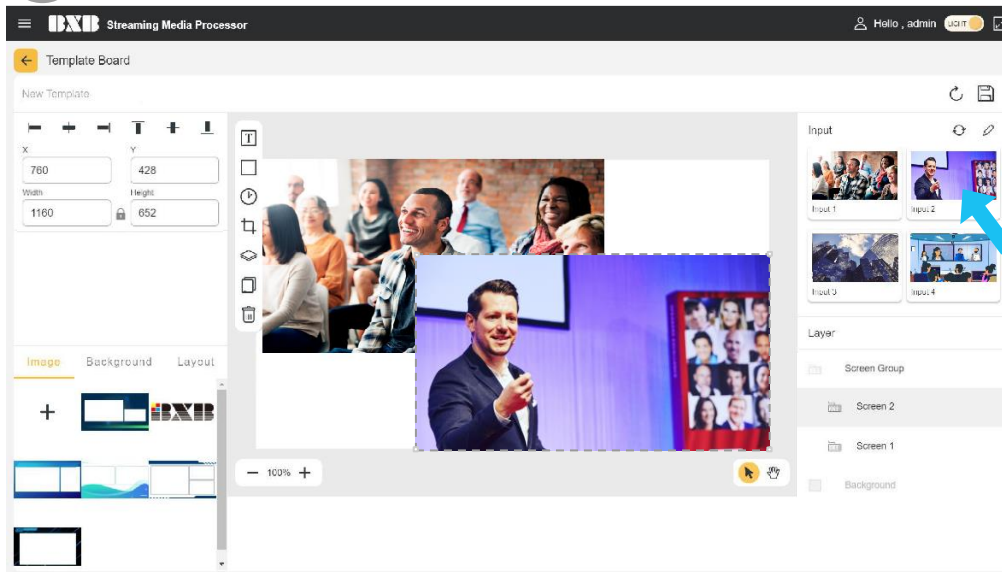 BXB Streaming Media Processor
Hello , admin LIGHT
Template Board
New Template
X Y
760 428
Width Height
1160 652
T
Input
Input 1 Input 2
Input 3 Input 4
Layer
Screen Group
Screen 2
Screen 1
Background
Image Background Layout
+ BXB
− 100% +